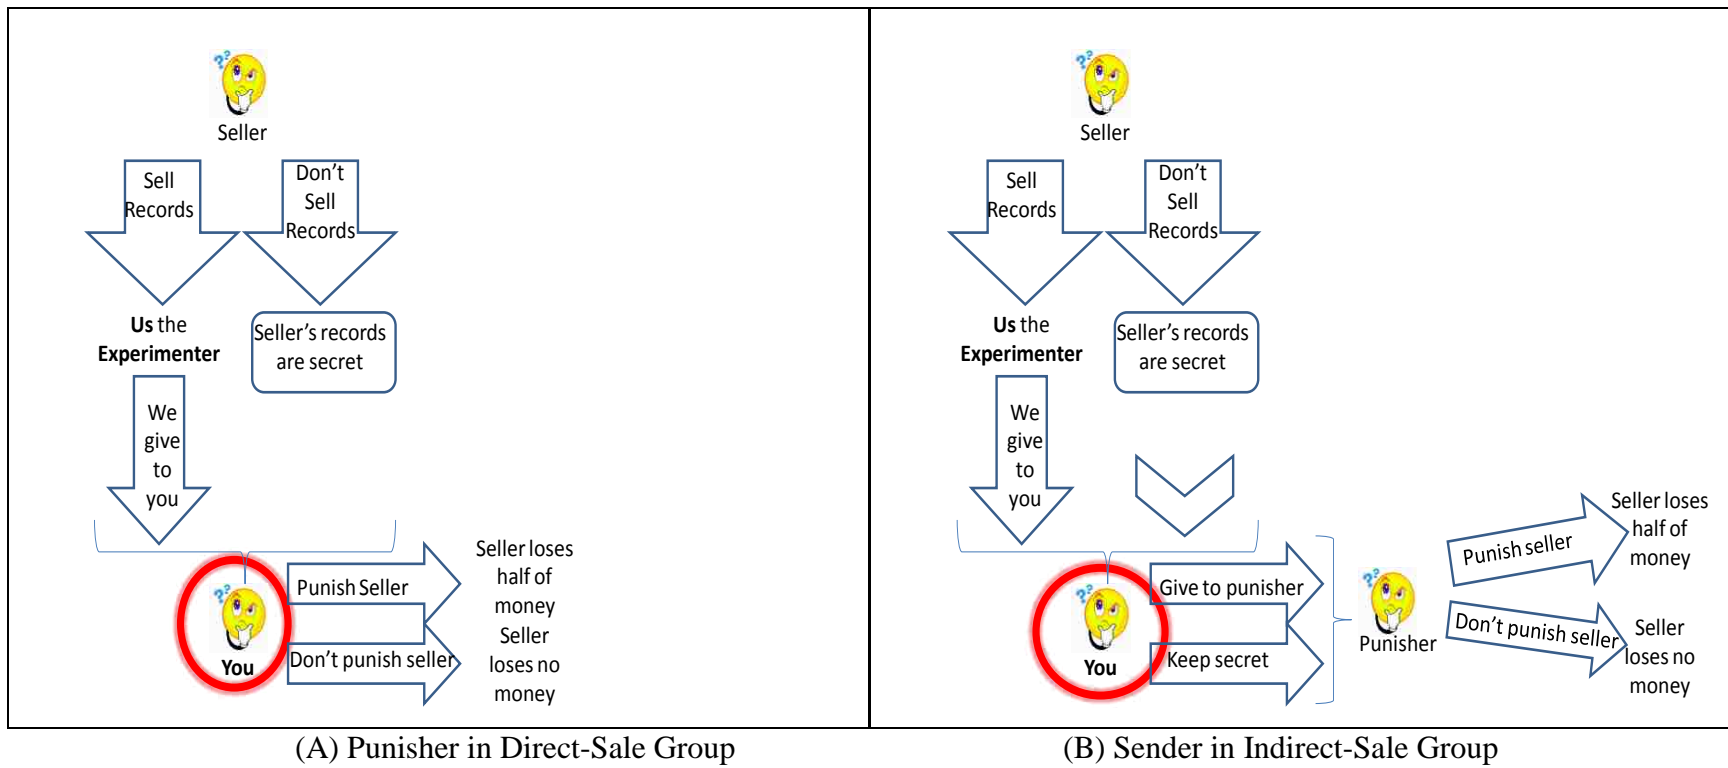 ??
Seller
Sell
Records
Don't
Sell
Records
Us the
Experimenter
Seller's records
are secret
We
give
to
you
??
You
Punish Seller
Don't punish seller
Seller loses
half of
money
Seller
loses no
money
(A) Punisher in Direct-Sale Group
??
Seller
Sell
Records
Don't
Sell
Records
Us the
Experimenter
Seller's records
are secret
We
give
to
you
??
You
Give to punisher
Keep secret
??
Punisher
Punish seller
Don't punish seller
Seller loses
half of
money
Seller
loses no
money
(B) Sender in Indirect-Sale Group